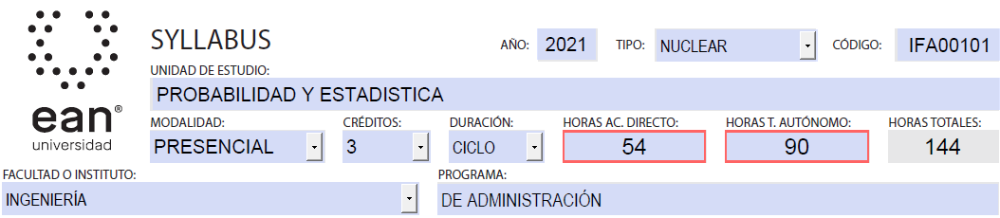 SYLLABUS
AÑO: 2021 TIPO: NUCLEAR CÓDIGO: IFA00101
UNIDAD DE ESTUDIO:
PROBABILIDAD Y ESTADISTICA
ean®
universidad
MODALIDAD: CRÉDITOS: DURACIÓN: HORAS AC. DIRECTO: HORAS T. AUTÓNOMO: HORAS TOTALES:
PRESENCIAL 3 CICLO 54 90 144
FACULTAD O INSTITUTO: PROGRAMA:
INGENIERÍA DE ADMINISTRACIÓN